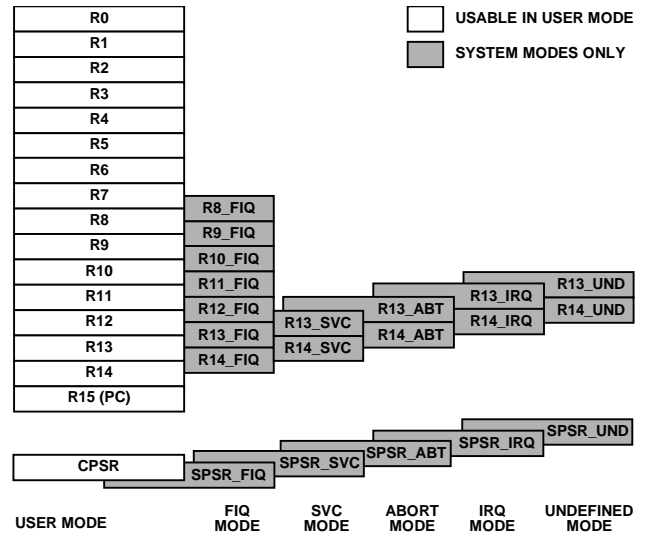 R0
R1
R2
R3
R4
R5
R6
R7
R8
R9
R10
R11
R12
R13
R14
R15 (PC)
USABLE IN USER MODE
SYSTEM MODES ONLY
R8_FIQ
R9_FIQ
R10_FIQ
R11_FIQ
R12_FIQ
R13_FIQ
R14_FIQ
R13_SVC
R14_SVC
R13_ABT
R14_ABT
R13_IRQ
R14_IRQ
R13_UND
R14_UND
CPSR
SPSR_FIQ
SPSR_SVC
SPSR_ABT
SPSR_IRQ
SPSR_UND
USER MODE
FIQ
MODE
SVC
MODE
ABORT
MODE
IRQ
MODE
UNDEFINED
MODE